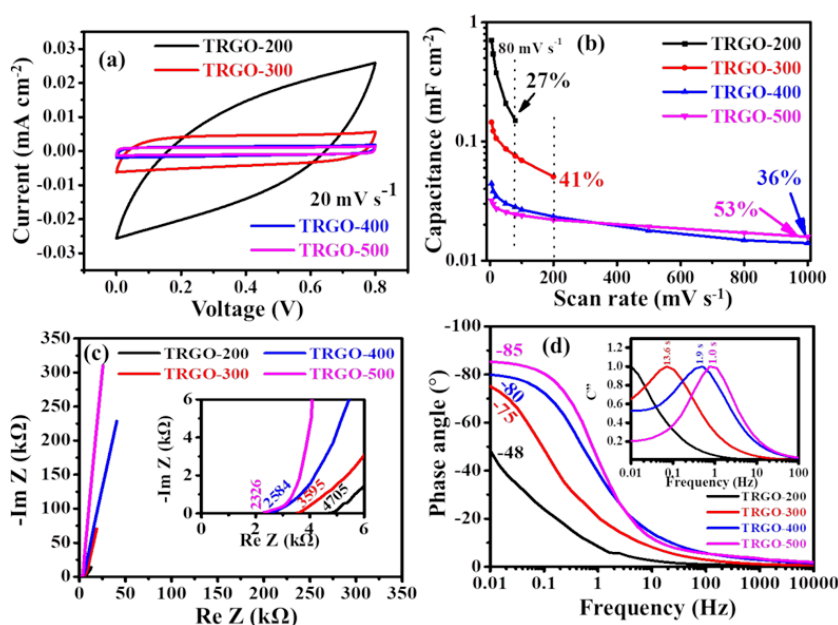 (a)
TRGO-200
TRGO-300
20 mV s-1
TRGO-400
TRGO-500
0.03
0.02
0.01
0.00
-0.01
-0.02
-0.03
Current (mA cm-2)
0.0 0.2 0.4 0.6 0.8
Voltage (V)
(b)
80 mV s-1
TRGO-200
TRGO-300
TRGO-400
TRGO-500
27%
41%
36%
53%
1
0.1
0.01
Capacitance (mF cm-2)
0 200 400 600 800 1000
Scan rate (mV s-1)
(c)
TRGO-200 TRGO-400
TRGO-300 TRGO-500
350
300
250
200
150
100
50
0
-Im Z (kΩ)
0 50 100 150 200 250 300 350
Re Z (kΩ)
6
4
2
0
-Im Z (kΩ)
2326
2584
3595
4705
0 2 4 6
Re Z (kΩ)
(d)
-100
-80
-60
-40
-20
0
Phase angle (°)
-85
-80
-75
-48
13.6 s
1.9 s
1.0 s
1.0
0.8
0.6
0.4
0.2
C''
0.01 0.1 1 10 100
Frequency (Hz)
TRGO-200
TRGO-300
TRGO-400
TRGO-500
0.01 0.1 1 10 100 1000 10000
Frequency (Hz)